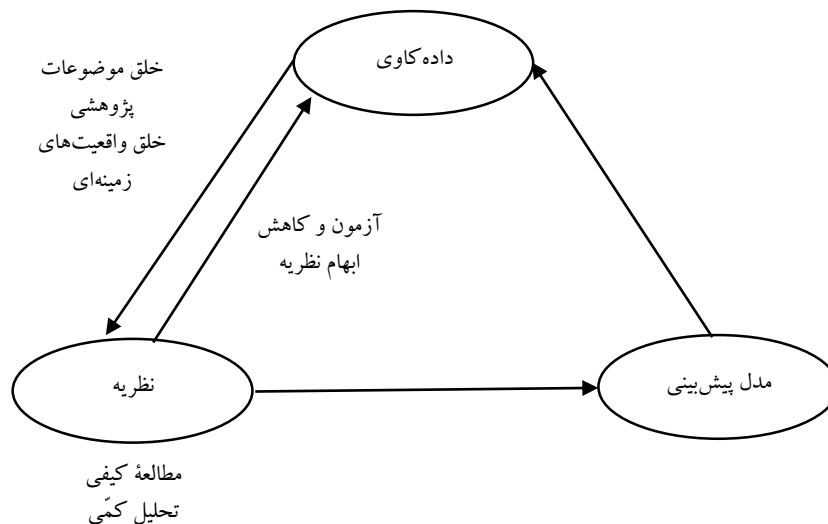 داده‌کاوی
خلق موضوعات
پژوهشی
خلق واقعیت‌های
زمینه‌ای
آزمون و کاهش
ابهام نظریه
نظریه
مدل پیش‌بینی
مطالعهٔ کیفی
تحلیل کمّی